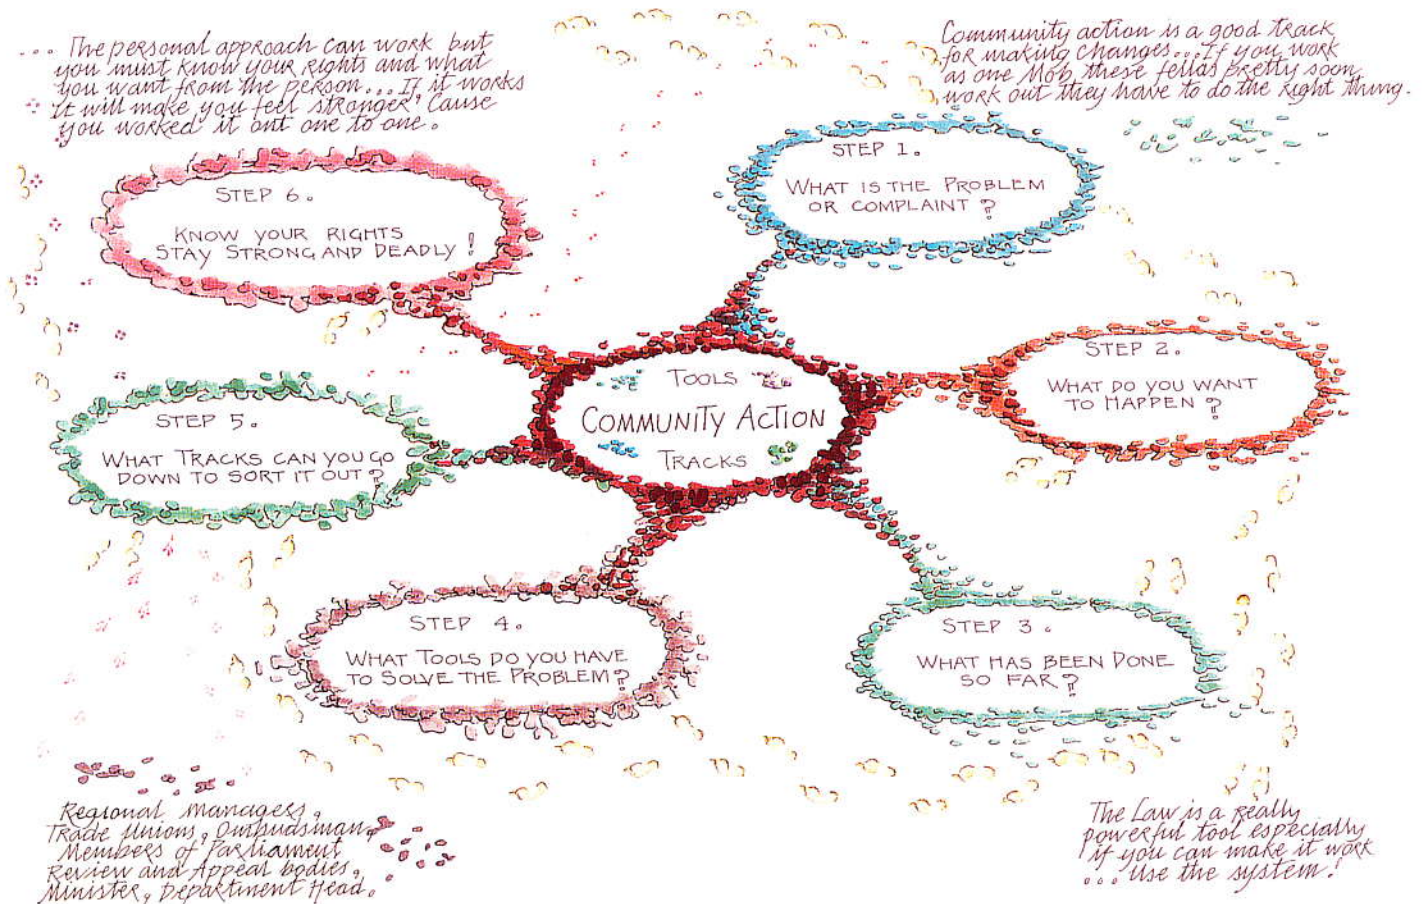 ... The personal approach can work but
you must know your rights and what
you want from the person... If it works
it will make you feel stronger, 'Cause
you worked it out one to one.
Community action is a good track
for making changes... If you work
as one Mob these fellas pretty soon
work out they have to do the right thing.
STEP 1.
WHAT IS THE PROBLEM
OR COMPLAINT ?
STEP 2.
WHAT DO YOU WANT
TO HAPPEN ?
STEP 3.
WHAT HAS BEEN DONE
SO FAR ?
STEP 4.
WHAT TOOLS DO YOU HAVE
TO SOLVE THE PROBLEM ?
STEP 5.
WHAT TRACKS CAN YOU GO
DOWN TO SORT IT OUT ?
STEP 6.
KNOW YOUR RIGHTS
STAY STRONG AND DEADLY !
TOOLS
COMMUNITY ACTION
TRACKS
Regional Managers,
Trade Unions, Ombudsman,
Members of Parliament
Review and Appeal bodies,
Minister, Department Head.
The Law is a really
powerful tool especially
if you can make it work
... use the system!